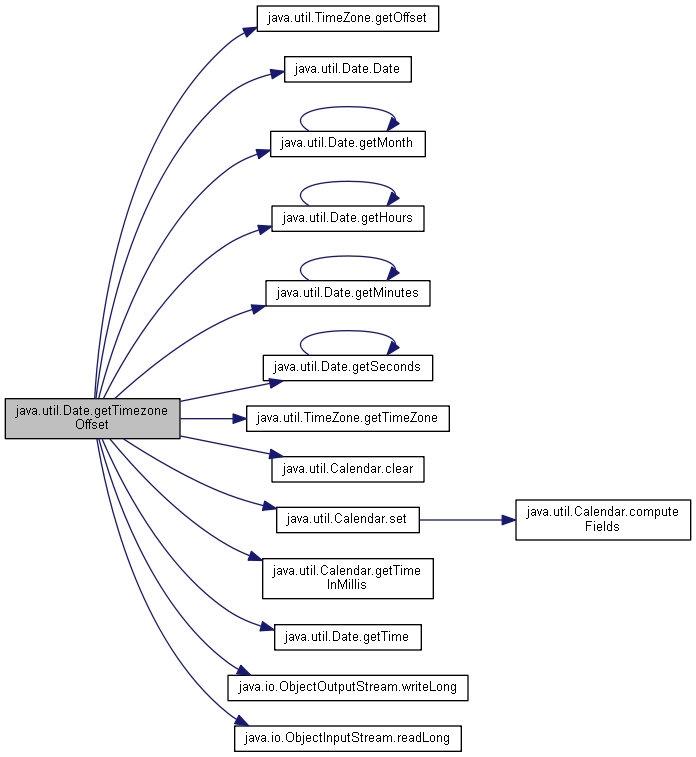 java.util.TimeZone.getOffset
java.util.Date.Date
java.util.Date.getMonth
java.util.Date.getHours
java.util.Date.getMinutes
java.util.Date.getSeconds
java.util.Date.getTimezone
Offset
java.util.TimeZone.getTimeZone
java.util.Calendar.clear
java.util.Calendar.set
java.util.Calendar.compute
Fields
java.util.Calendar.getTime
InMillis
java.util.Date.getTime
java.io.ObjectOutputStream.writeLong
java.io.ObjectInputStream.readLong